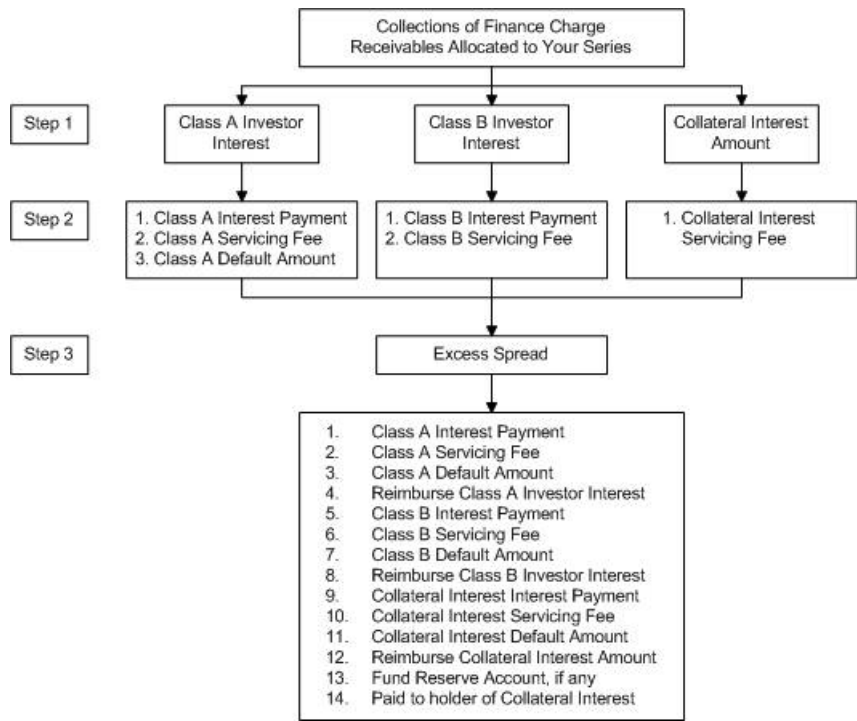 Collections of Finance Charge
Receivables Allocated to Your Series
Step 1
Class A Investor
Interest
Class B Investor
Interest
Collateral Interest
Amount
Step 2
1. Class A Interest Payment
2. Class A Servicing Fee
3. Class A Default Amount
1. Class B Interest Payment
2. Class B Servicing Fee
1. Collateral Interest
Servicing Fee
Step 3
Excess Spread
1. Class A Interest Payment
2. Class A Servicing Fee
3. Class A Default Amount
4. Reimburse Class A Investor Interest
5. Class B Interest Payment
6. Class B Servicing Fee
7. Class B Default Amount
8. Reimburse Class B Investor Interest
9. Collateral Interest Interest Payment
10. Collateral Interest Servicing Fee
11. Collateral Interest Default Amount
12. Reimburse Collateral Interest Amount
13. Fund Reserve Account, if any
14. Paid to holder of Collateral Interest